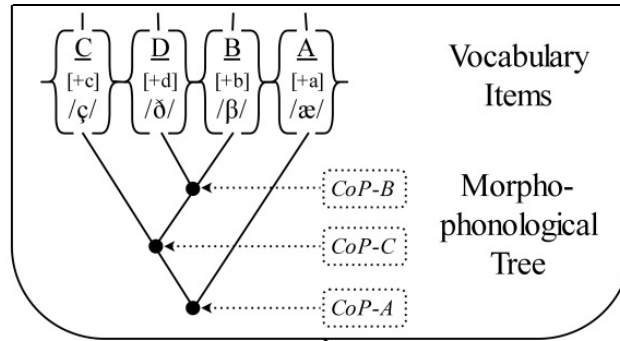 C D B A
[+c] [+d] [+b] [+a]
/ç/ /ð/ /β/ /æ/
Vocabulary
Items
CoP-B
CoP-C
CoP-A
Morpho-
phonological
Tree